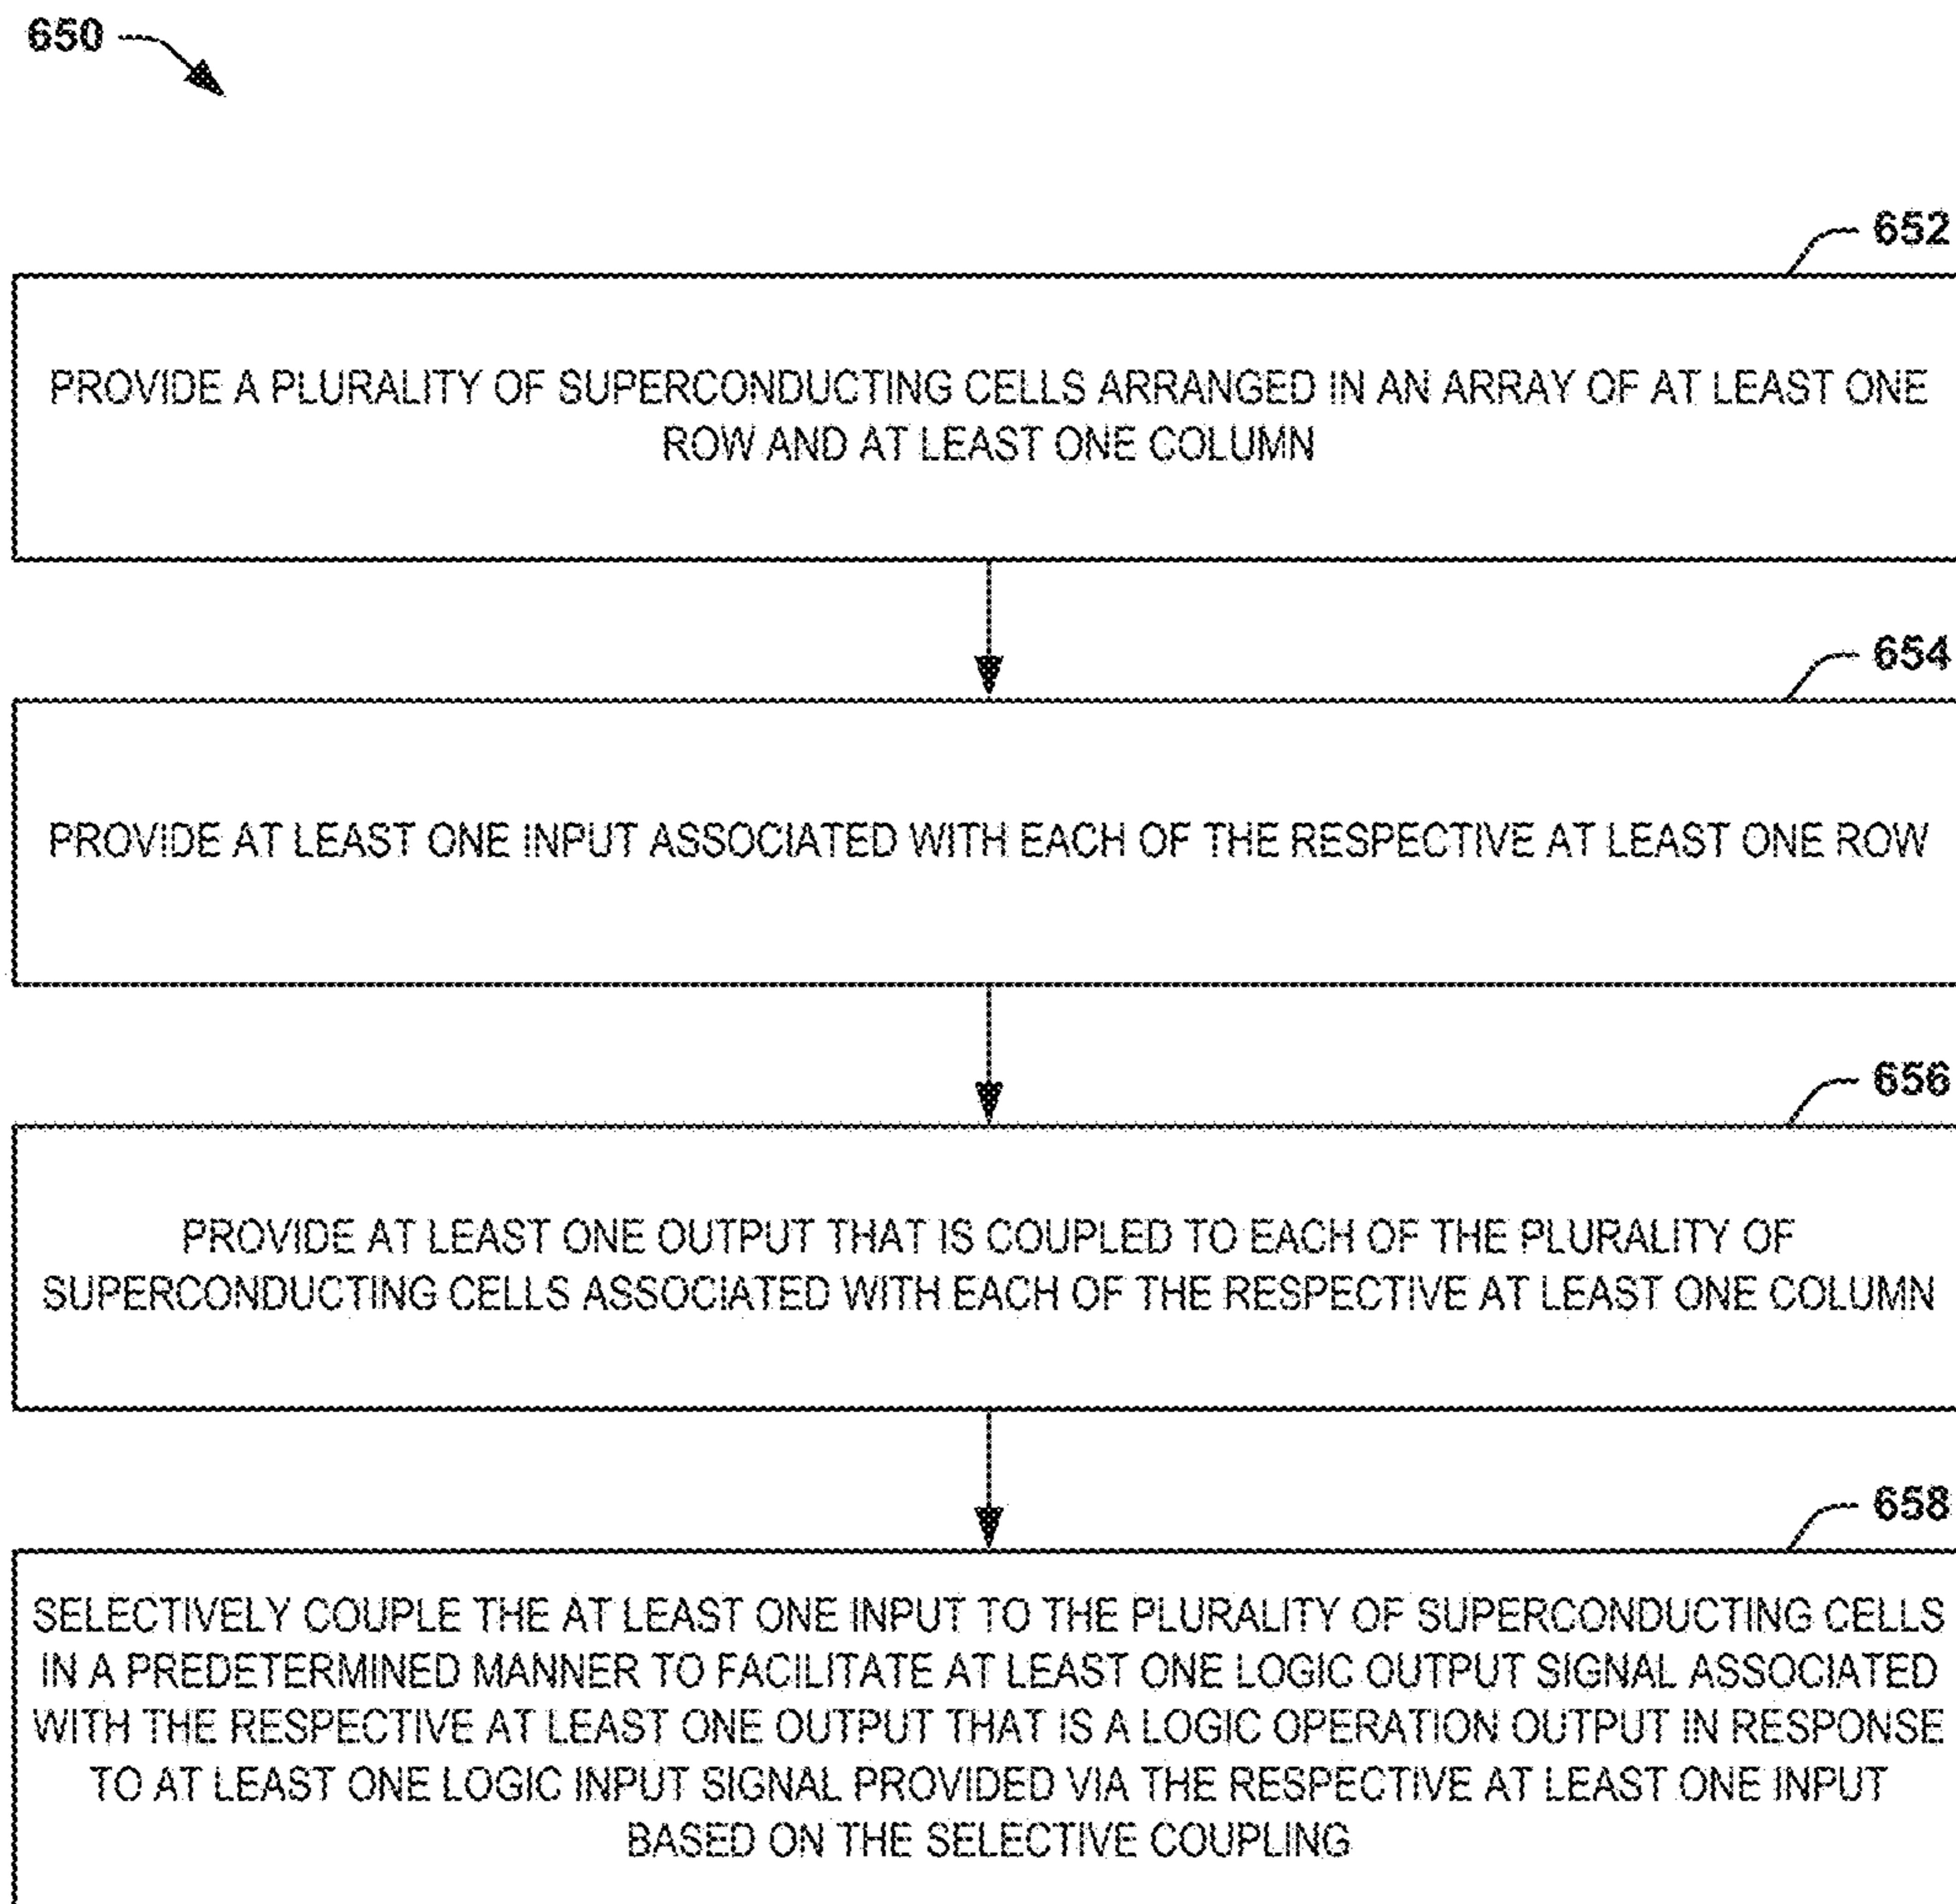 650
652
PROVIDE A PLURALITY OF SUPERCONDUCTING CELLS ARRANGED IN AN ARRAY OF AT LEAST ONE
ROW AND AT LEAST ONE COLUMN
654
PROVIDE AT LEAST ONE INPUT ASSOCIATED WITH EACH OF THE RESPECTIVE AT LEAST ONE ROW
656
PROVIDE AT LEAST ONE OUTPUT THAT IS COUPLED TO EACH OF THE PLURALITY OF
SUPERCONDUCTING CELLS ASSOCIATED WITH EACH OF THE RESPECTIVE AT LEAST ONE COLUMN
658
SELECTIVELY COUPLE THE AT LEAST ONE INPUT TO THE PLURALITY OF SUPERCONDUCTING CELLS
IN A PREDETERMINED MANNER TO FACILITATE AT LEAST ONE LOGIC OUTPUT SIGNAL ASSOCIATED
WITH THE RESPECTIVE AT LEAST ONE OUTPUT THAT IS A LOGIC OPERATION OUTPUT IN RESPONSE
TO AT LEAST ONE LOGIC INPUT SIGNAL PROVIDED VIA THE RESPECTIVE AT LEAST ONE INPUT
BASED ON THE SELECTIVE COUPLING